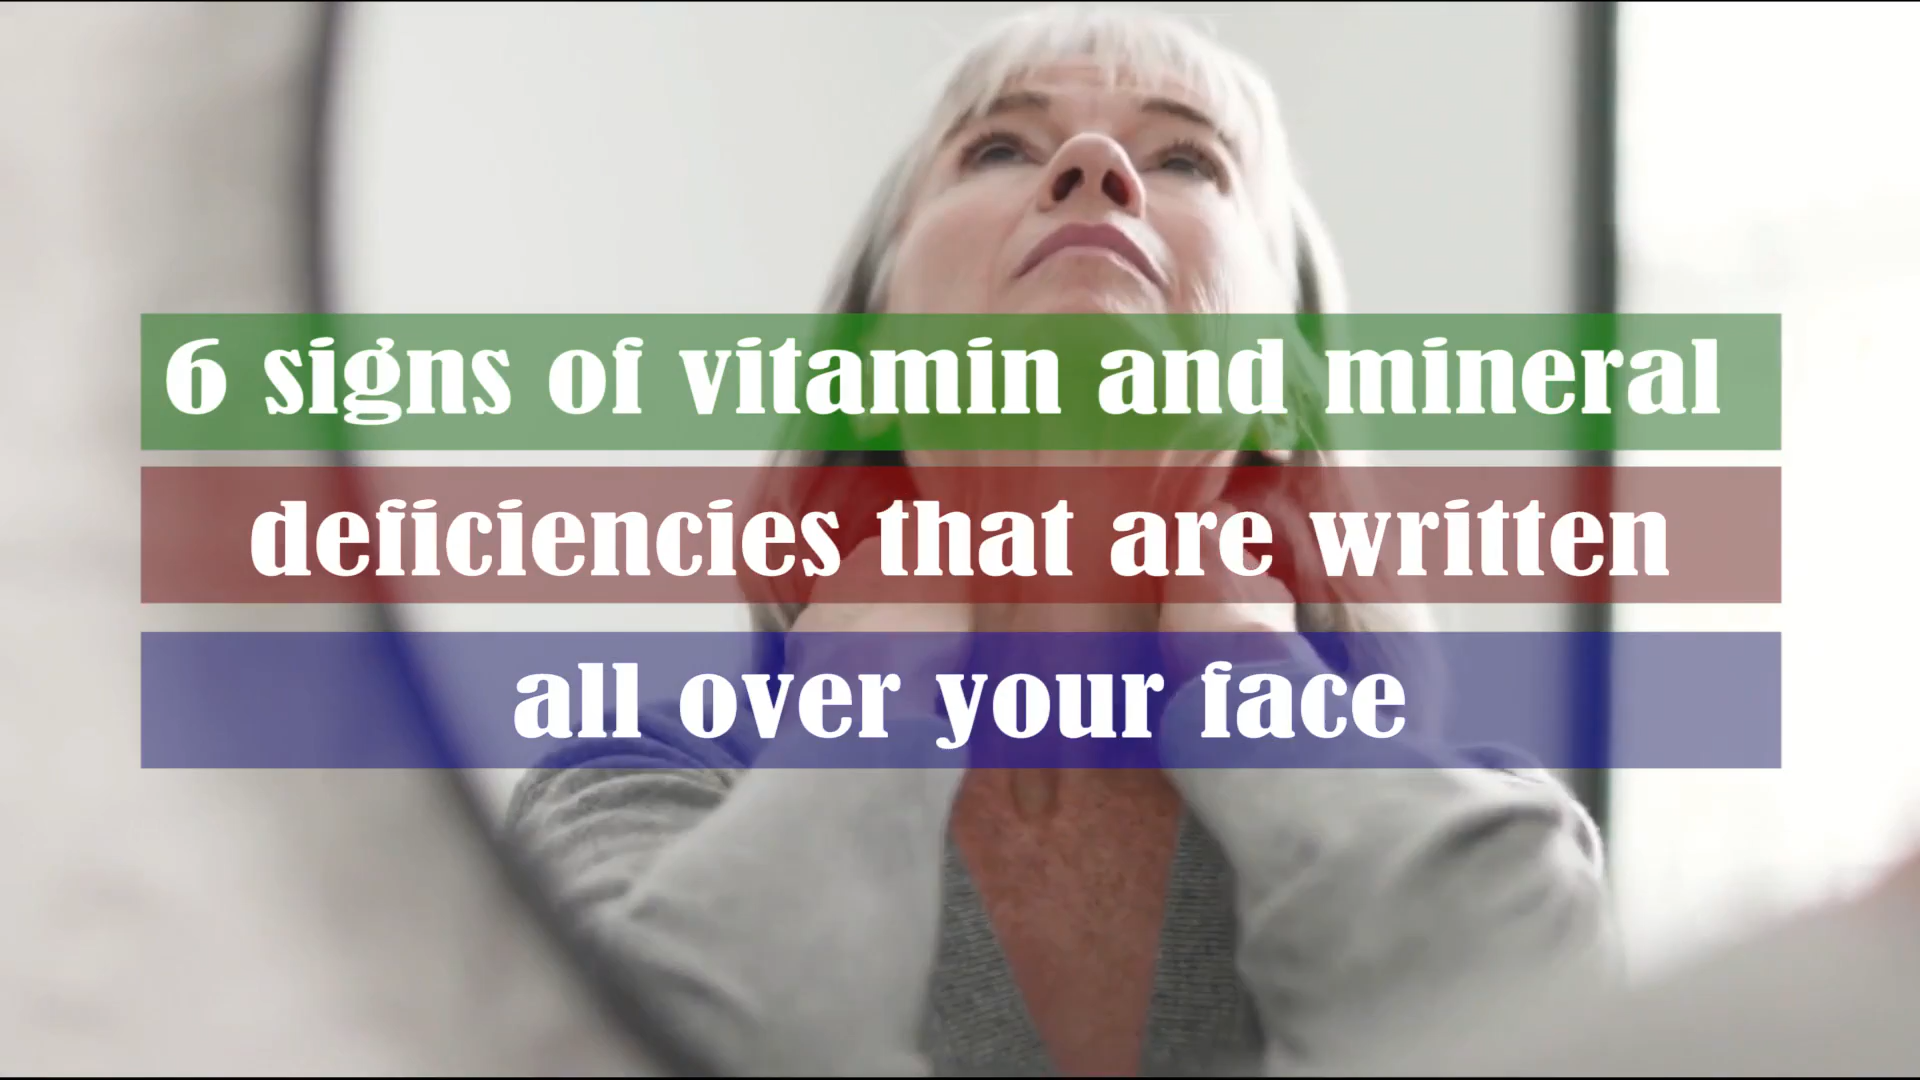 6 signs of vitamin and mineral
deficiencies that are written
all over your face